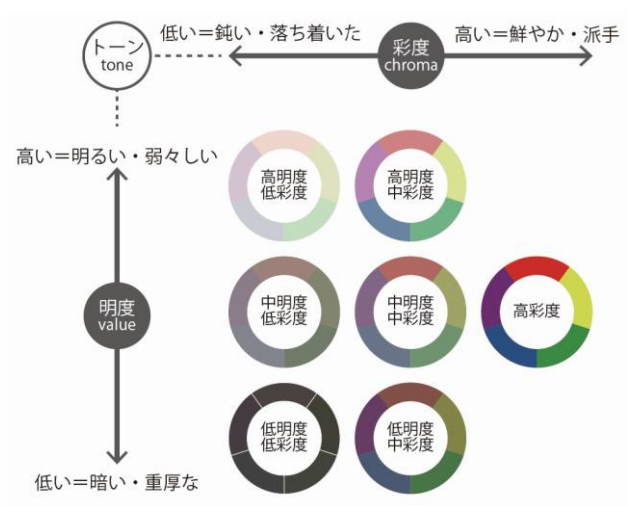 トーン
tone
低い＝鈍い・落ち着いた
彩度
chroma
高い＝鮮やか・派手
高い＝明るい・弱々しい
明度
value
低い＝暗い・重厚な
高明度
低彩度
高明度
中彩度
中明度
低彩度
中明度
中彩度
高彩度
低明度
低彩度
低明度
中彩度